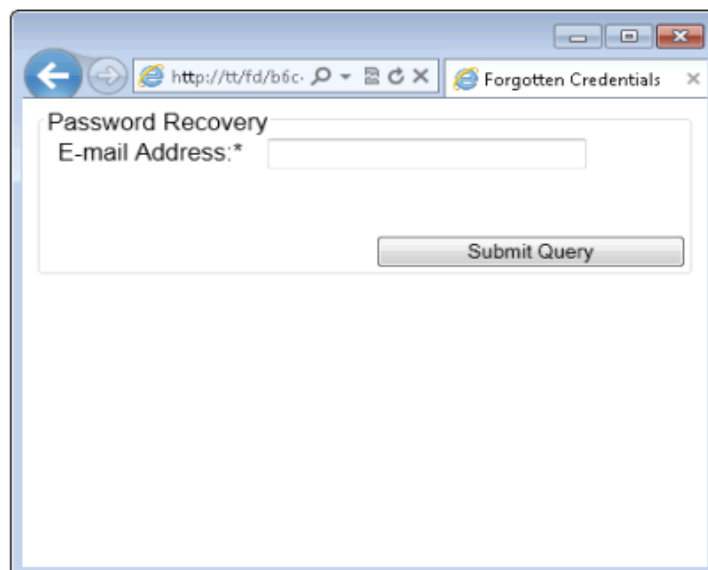 http://tt/fd/b6c- Forgotten Credentials
Password Recovery
E-mail Address:*
Submit Query